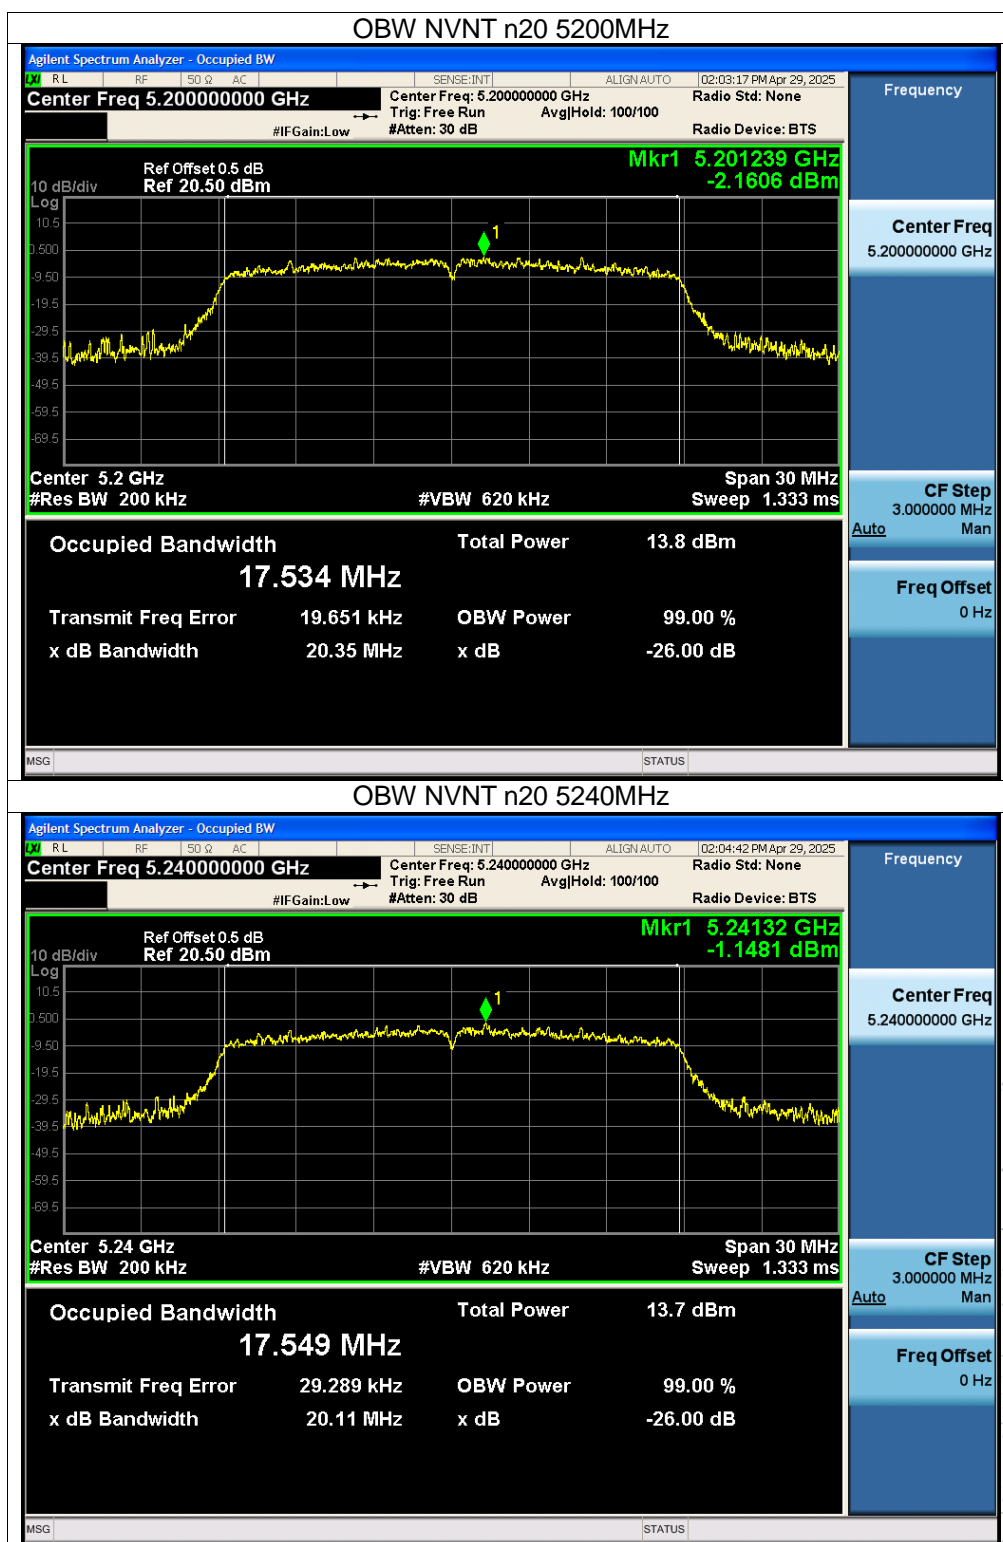 OBW NVNT n20 5200MHz
Agilent Spectrum Analyzer - Occupied BW
LXI RL RF 50 Ω AC SENSE:INT ALIGN AUTO 02:03:17 PM Apr 29, 2025
Center Freq 5.200000000 GHz
Center Freq: 5.200000000 GHz Radio Std: None
Trig: Free Run Avg|Hold: 100/100
#IFGain:Low #Atten: 30 dB Radio Device: BTS
Mkr1 5.201239 GHz
-2.1606 dBm
Ref Offset 0.5 dB
10 dB/div Ref 20.50 dBm
Log
10.5
0.500
-9.50
-19.5
-29.5
-39.5
-49.5
-59.5
-69.5
1
Center 5.2 GHz Span 30 MHz
#Res BW 200 kHz #VBW 620 kHz Sweep 1.333 ms
Occupied Bandwidth Total Power 13.8 dBm
17.534 MHz
Transmit Freq Error 19.651 kHz OBW Power 99.00 %
x dB Bandwidth 20.35 MHz x dB -26.00 dB
MSG STATUS
Frequency
Center Freq
5.200000000 GHz
CF Step
3.000000 MHz
Auto Man
Freq Offset
0 Hz
OBW NVNT n20 5240MHz
Agilent Spectrum Analyzer - Occupied BW
LXI RL RF 50 Ω AC SENSE:INT ALIGN AUTO 02:04:42 PM Apr 29, 2025
Center Freq 5.240000000 GHz
Center Freq: 5.240000000 GHz Radio Std: None
Trig: Free Run Avg|Hold: 100/100
#IFGain:Low #Atten: 30 dB Radio Device: BTS
Mkr1 5.24132 GHz
-1.1481 dBm
Ref Offset 0.5 dB
10 dB/div Ref 20.50 dBm
Log
10.5
0.500
-9.50
-19.5
-29.5
-39.5
-49.5
-59.5
-69.5
1
Center 5.24 GHz Span 30 MHz
#Res BW 200 kHz #VBW 620 kHz Sweep 1.333 ms
Occupied Bandwidth Total Power 13.7 dBm
17.549 MHz
Transmit Freq Error 29.289 kHz OBW Power 99.00 %
x dB Bandwidth 20.11 MHz x dB -26.00 dB
MSG STATUS
Frequency
Center Freq
5.240000000 GHz
CF Step
3.000000 MHz
Auto Man
Freq Offset
0 Hz